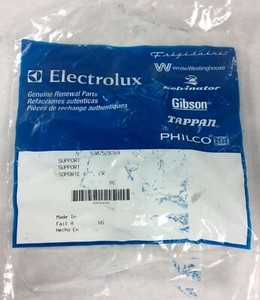 Frigidaire
Electrolux
White-Westinghouse
Genuine Renewal Parts
Refacciones auténticas
Pièces de rechange authentiques
Kelvinator
Gibson
TAPPAN
PHILCO
SUPPORT
SUPPORT
SOPORTE
Made In
Fait A US
Hecho En